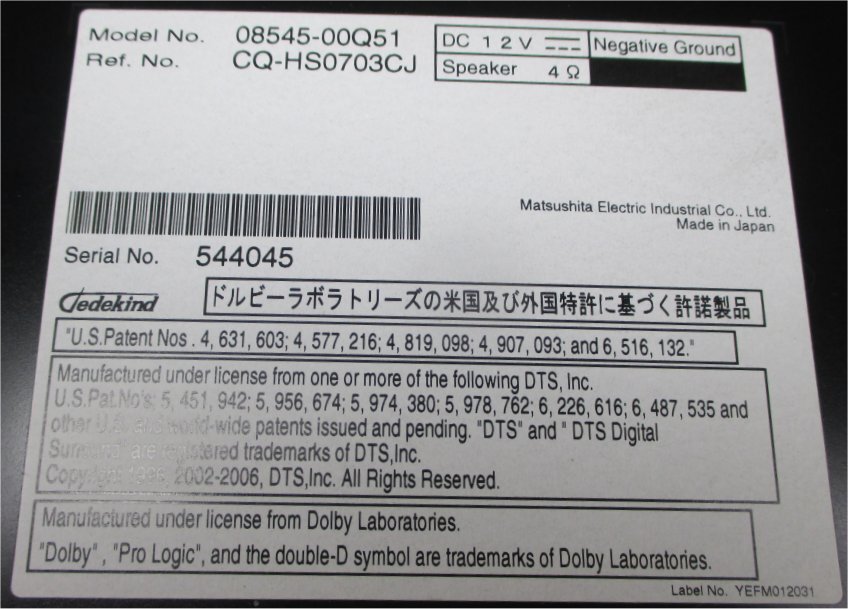 Model No. 08545-00Q51
Ref. No. CQ-HS0703CJ
DC 12V Negative Ground
Speaker 4Ω
Matsushita Electric Industrial Co., Ltd.
Made in Japan
Serial No. 544045
Gedekind
ドルビーラボラトリーズの米国及び外国特許に基づく許諾製品
"U.S.Patent Nos . 4, 631, 603; 4, 577, 216; 4, 819, 098; 4, 907, 093; and 6, 516, 132."
Manufactured under license from one or more of the following DTS, Inc.
U.S.Pat.No's; 5, 451, 942; 5, 956, 674; 5, 974, 380; 5, 978, 762; 6, 226, 616; 6, 487, 535 and
other U.S. and world-wide patents issued and pending. "DTS" and " DTS Digital
Surround" are registered trademarks of DTS,Inc.
Copyright 1996, 2002-2006, DTS,Inc. All Rights Reserved.
Manufactured under license from Dolby Laboratories.
"Dolby" , "Pro Logic", and the double-D symbol are trademarks of Dolby Laboratories.
Label No. YEFM012031